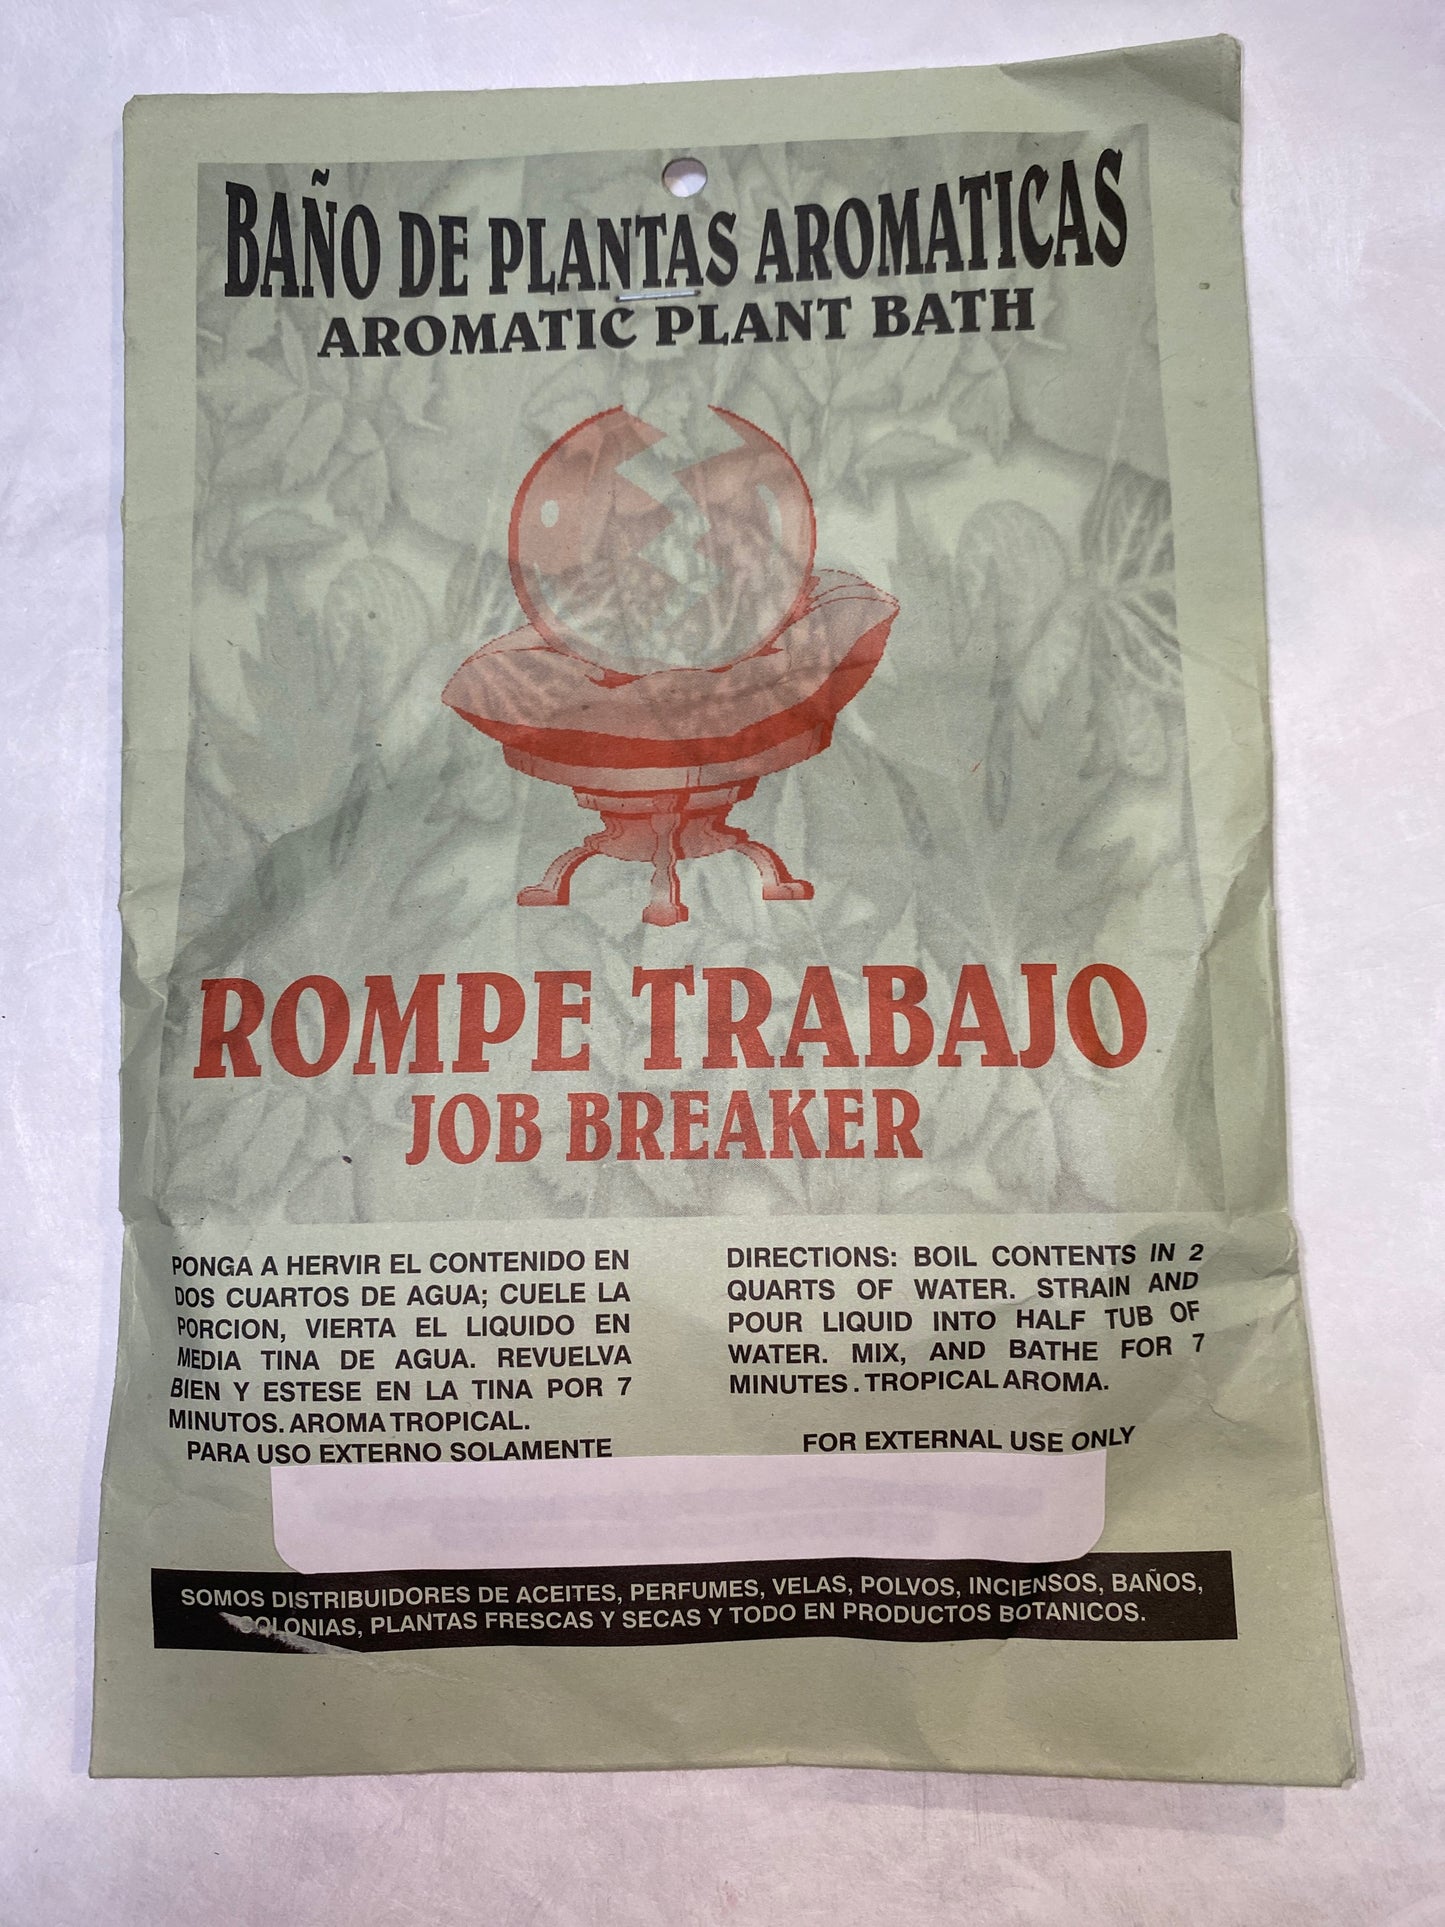 BAÑO DE PLANTAS AROMATICAS
AROMATIC PLANT BATH
ROMPE TRABAJO
JOB BREAKER
PONGA A HERVIR EL CONTENIDO EN
DOS CUARTOS DE AGUA; CUELE LA
PORCION, VIERTA EL LIQUIDO EN
MEDIA TINA DE AGUA. REVUELVA
BIEN Y ESTESE EN LA TINA POR 7
MINUTOS. AROMA TROPICAL.
PARA USO EXTERNO SOLAMENTE
DIRECTIONS: BOIL CONTENTS IN 2
QUARTS OF WATER. STRAIN AND
POUR LIQUID INTO HALF TUB OF
WATER. MIX, AND BATHE FOR 7
MINUTES. TROPICAL AROMA.
FOR EXTERNAL USE ONLY
SOMOS DISTRIBUIDORES DE ACEITES, PERFUMES, VELAS, POLVOS, INCIENSOS, BAÑOS,
COLONIAS, PLANTAS FRESCAS Y SECAS Y TODO EN PRODUCTOS BOTANICOS.